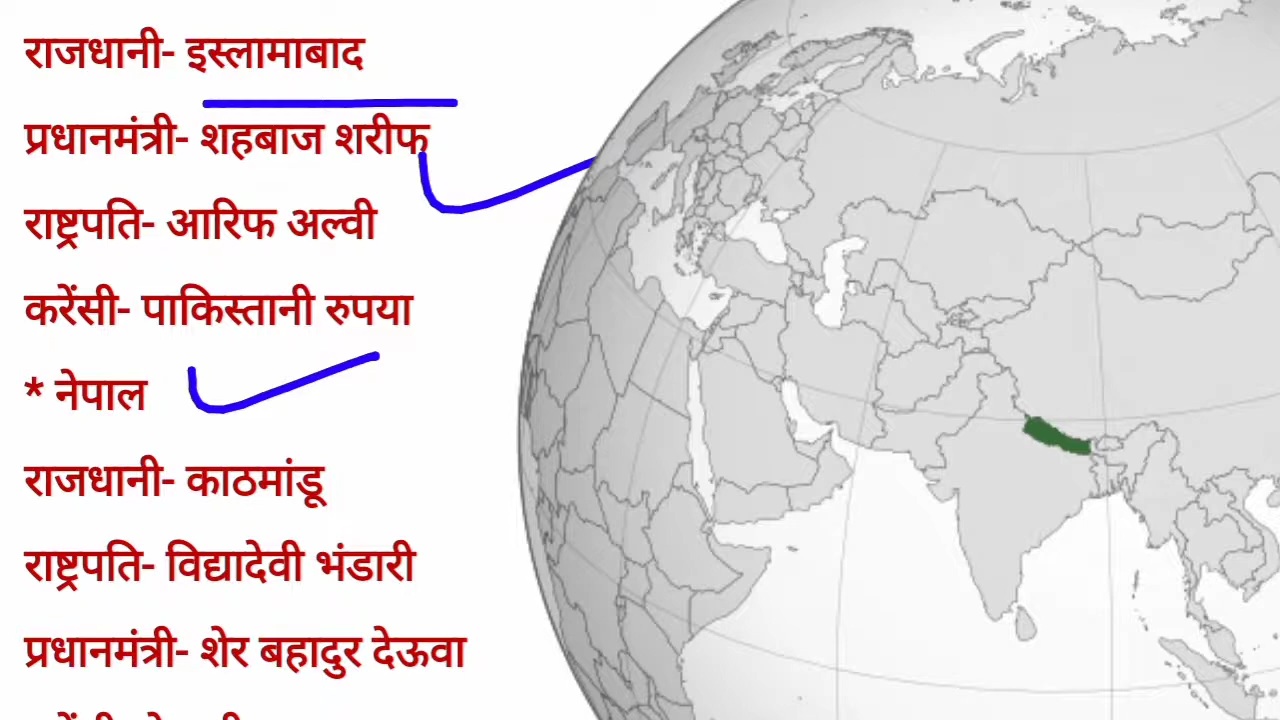 राजधानी- इस्लामाबाद
प्रधानमंत्री- शहबाज शरीफ
राष्ट्रपति- आरिफ अल्वी
करेंसी- पाकिस्तानी रुपया
* नेपाल
राजधानी- काठमांडू
राष्ट्रपति- विद्यादेवी भंडारी
प्रधानमंत्री- शेर बहादुर देऊवा